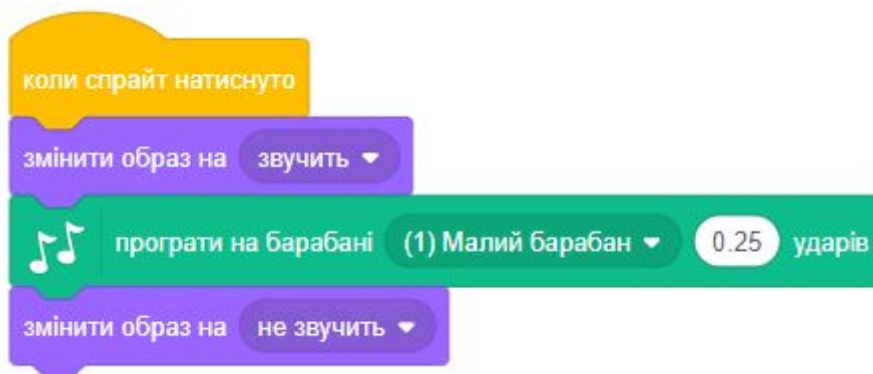 коли спрайт натиснуто
змінити образ на звучить
програти на барабані (1) Малий барабан 0.25 ударів
змінити образ на не звучить